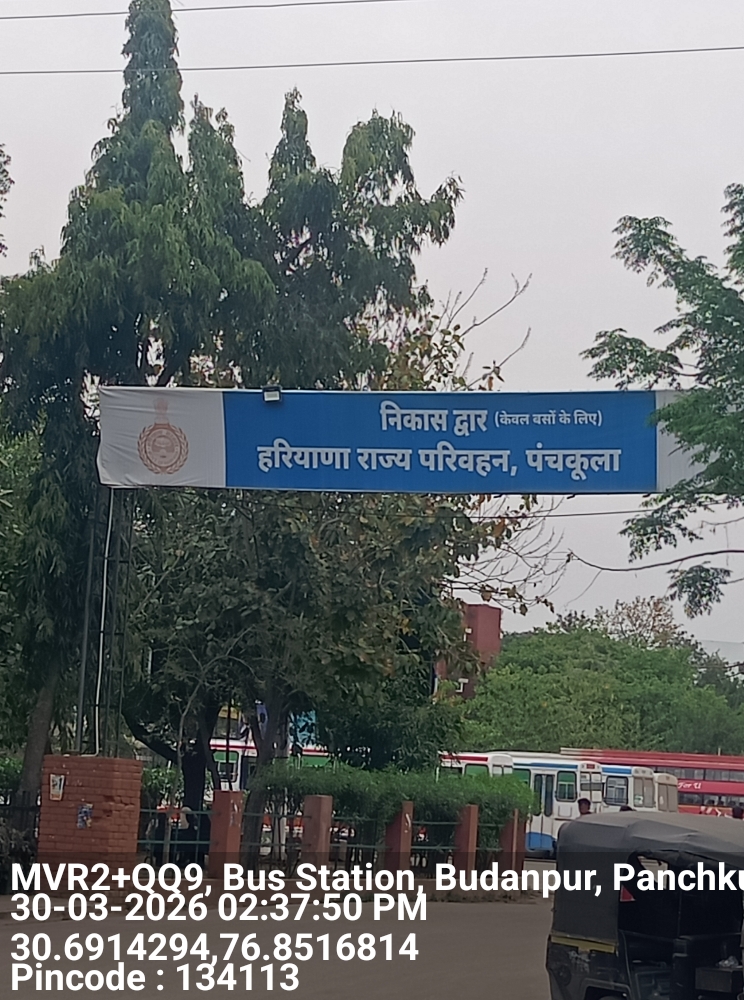 निकास द्वार (केवल बसों के लिए)
हरियाणा राज्य परिवहन, पंचकूला
For U
MVR2+QQ9, Bus Station, Budanpur, Panchku
30-03-2026 02:37:50 PM
30.6914294,76.8516814
Pincode : 134113